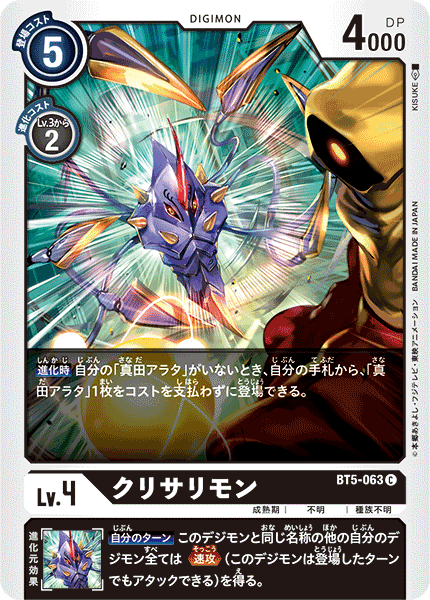 登場コスト
5
DIGIMON
DP
4000
進化コスト
Lv.3から
2
KISUKE
©本郷あきよし・フジテレビ・東映アニメーション BANDAI MADE IN JAPAN
進化時 自分の「真田アラタ」がいないとき、自分の手札から、「真
田アラタ」1枚をコストを支払わずに登場できる。
BT5-063 C
Lv.4
クリサリモン
成熟期 不明 種族不明
進化元効果
自分のターン このデジモンと同じ名称の他の自分のデ
ジモン全ては 速攻 (このデジモンは登場したターン
でもアタックできる)を得る。